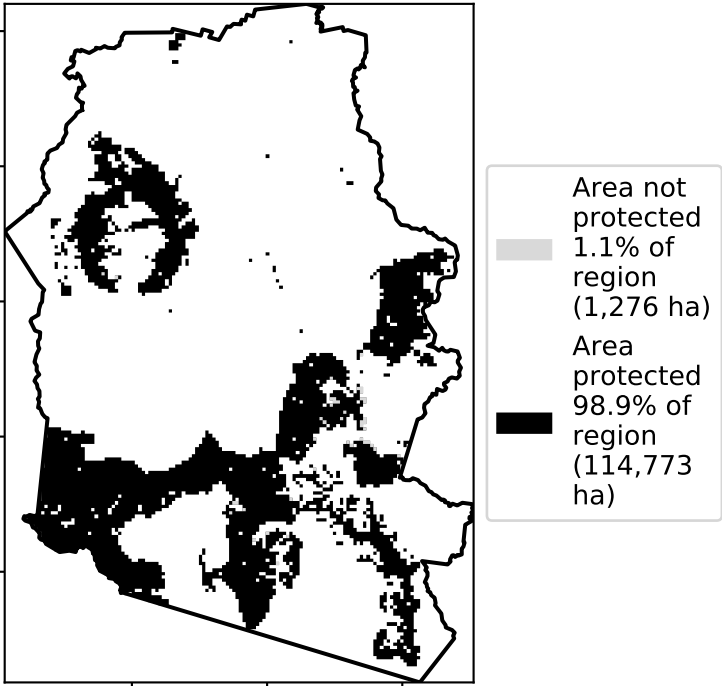 Area not
protected
1.1% of
region
(1,276 ha)
Area
protected
98.9% of
region
(114,773
ha)